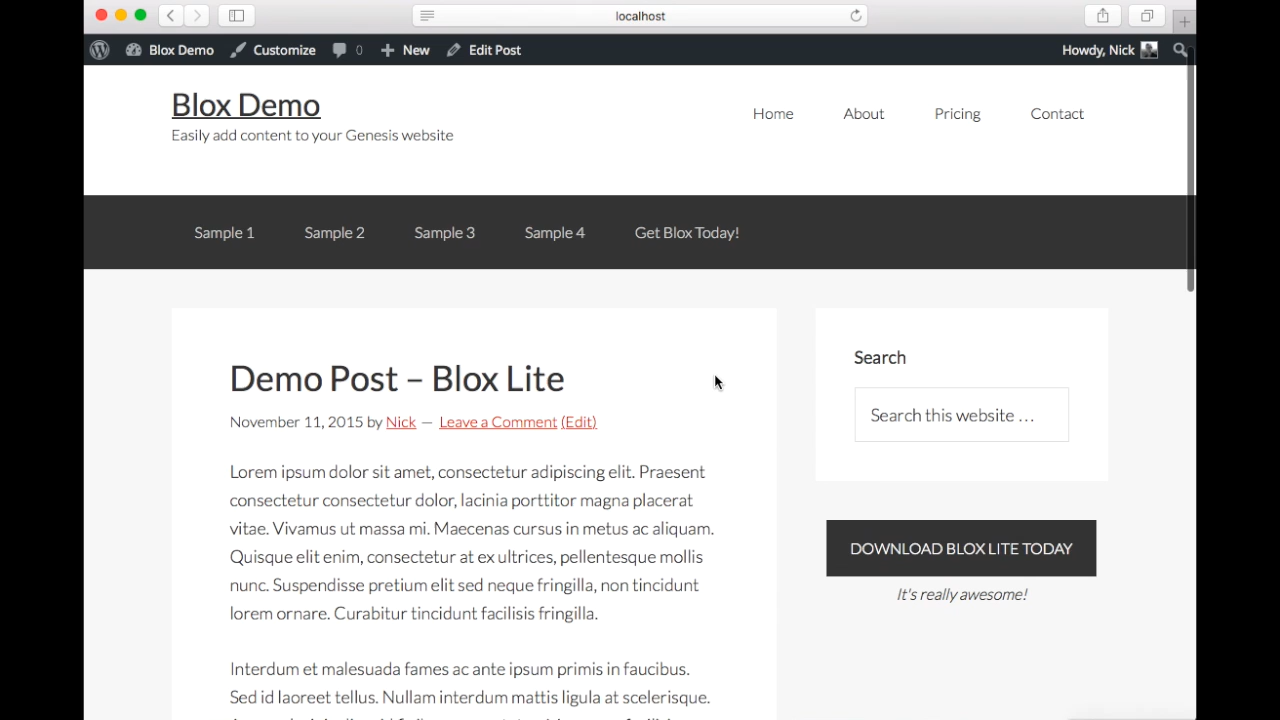 localhost
Blox Demo Customize 0 New Edit Post Howdy, Nick
Blox Demo
Easily add content to your Genesis website
Home About Pricing Contact
Sample 1 Sample 2 Sample 3 Sample 4 Get Blox Today!
Demo Post – Blox Lite
November 11, 2015 by Nick — Leave a Comment (Edit)
Lorem ipsum dolor sit amet, consectetur adipiscing elit. Praesent
consectetur consectetur dolor, lacinia porttitor magna placerat
vitae. Vivamus ut massa mi. Maecenas cursus in metus ac aliquam.
Quisque elit enim, consectetur at ex ultrices, pellentesque mollis
nunc. Suspendisse pretium elit sed neque fringilla, non tincidunt
lorem ornare. Curabitur tincidunt facilisis fringilla.
Interdum et malesuada fames ac ante ipsum primis in faucibus.
Sed id laoreet tellus. Nullam interdum mattis ligula at scelerisque.
Search
Search this website …
DOWNLOAD BLOX LITE TODAY
It's really awesome!